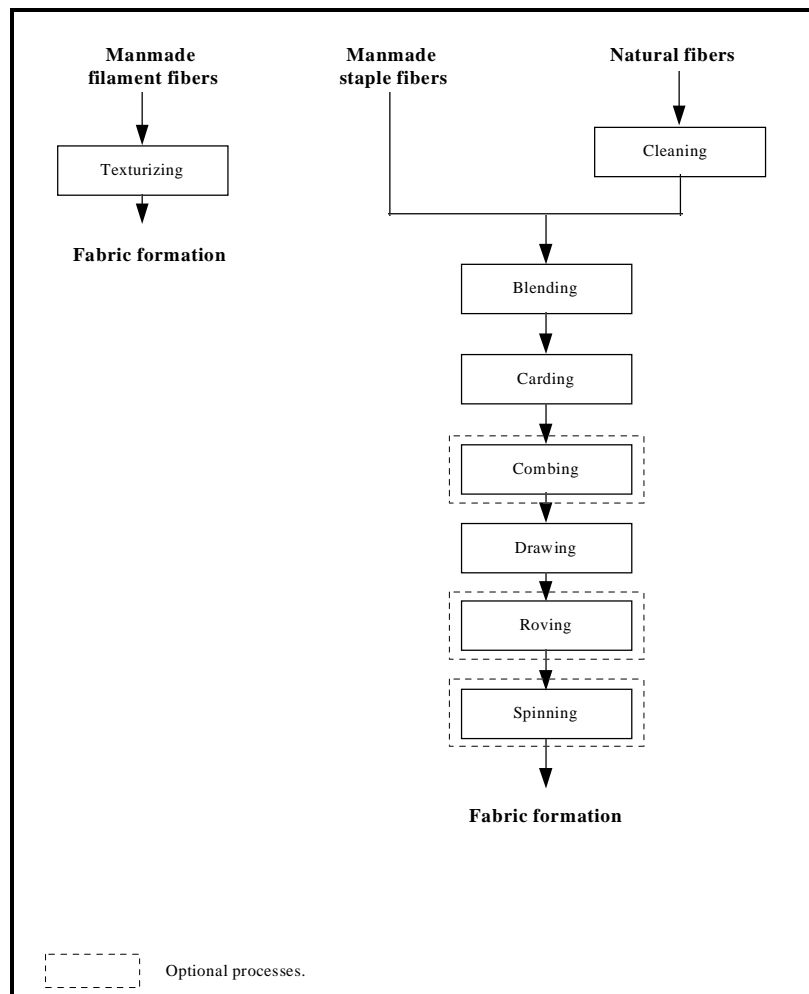 Manmade
filament fibers
Manmade
staple fibers
Natural fibers
Cleaning
Texturizing
Fabric formation
Blending
Carding
Combing
Drawing
Roving
Spinning
Fabric formation
Optional processes.